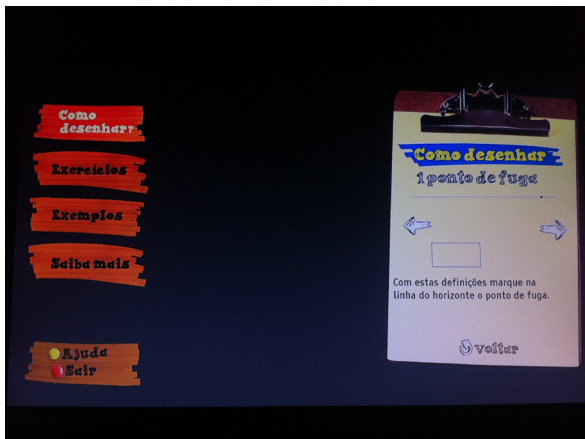 Como
desenhar?
Exercícios
Exemplos
Saiba mais
Ajuda
Sair
Como desenhar
1 ponto de fuga
Com estas definições marque na
linha do horizonte o ponto de fuga.
voltar